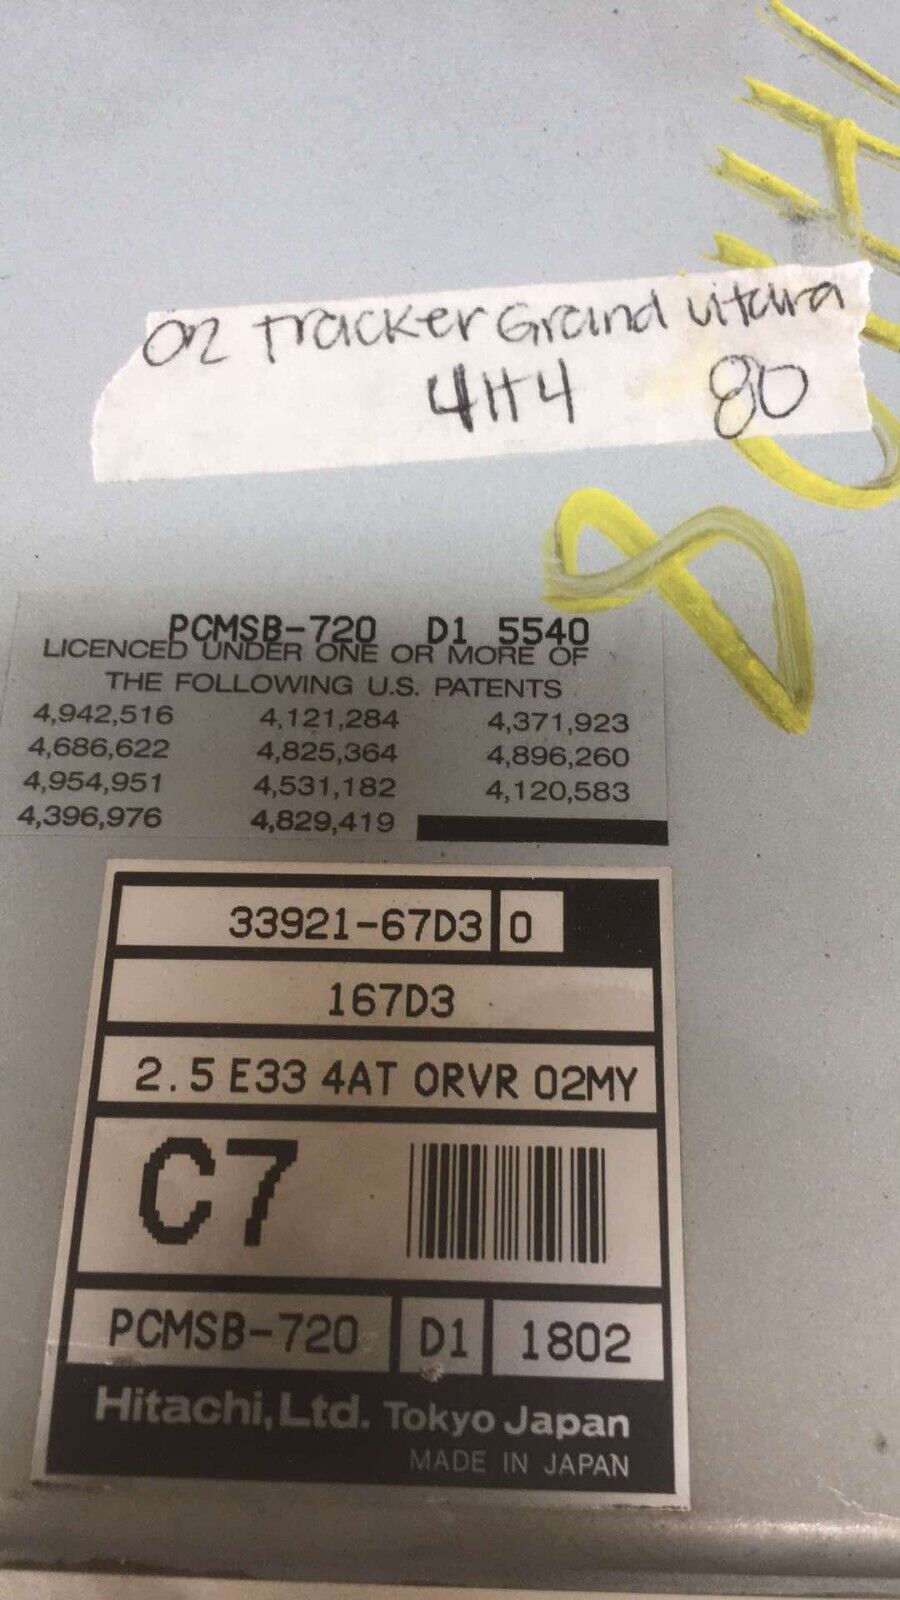 02 Tracker Grand Vitara
4H4 80
8
PCMSB-720 D1 5540
LICENCED UNDER ONE OR MORE OF
THE FOLLOWING U.S. PATENTS
4,942,516 4,121,284 4,371,923
4,686,622 4,825,364 4,896,260
4,954,951 4,531,182 4,120,583
4,396,976 4,829,419
33921-67D3 0
167D3
2.5 E33 4AT ORVR 02MY
C7
PCMSB-720 D1 1802
Hitachi, Ltd. Tokyo Japan
MADE IN JAPAN